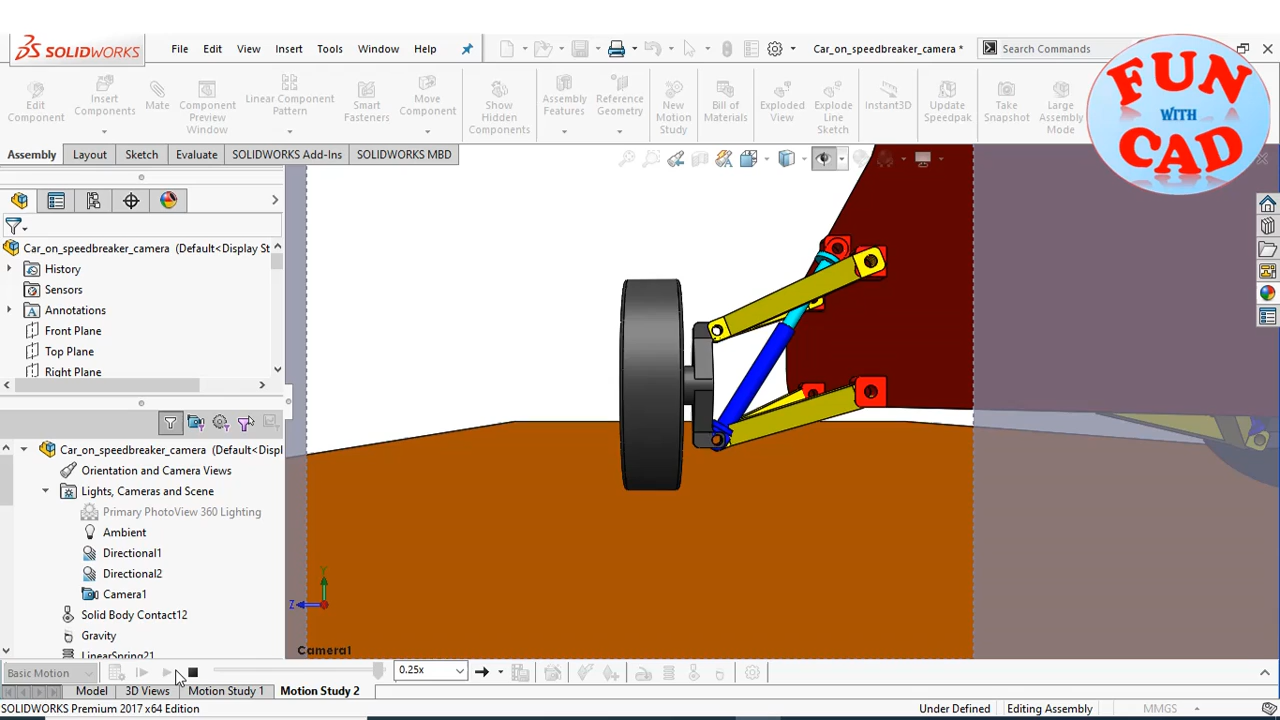 SOLIDWORKS
File Edit View Insert Tools Window Help
Car_on_speedbreaker_camera *
Search Commands
FUN
WITH
CAD
Edit Component
Insert Components
Mate
Component Preview Window
Linear Component Pattern
Smart Fasteners
Move Component
Show Hidden Components
Assembly Features
Reference Geometry
New Motion Study
Bill of Materials
Exploded View
Explode Line Sketch
Instant3D
Update Speedpak
Take Snapshot
Large Assembly Mode
Assembly Layout Sketch Evaluate SOLIDWORKS Add-Ins SOLIDWORKS MBD
Car_on_speedbreaker_camera (Default<Display St
History
Sensors
Annotations
Front Plane
Top Plane
Right Plane
Car_on_speedbreaker_camera (Default<Displ
Orientation and Camera Views
Lights, Cameras and Scene
Primary PhotoView 360 Lighting
Ambient
Directional1
Directional2
Camera1
Solid Body Contact12
Gravity
LinearSpring21
Y
Z
Camera1
Basic Motion
0.25x
Model 3D Views Motion Study 1 Motion Study 2
SOLIDWORKS Premium 2017 x64 Edition
Under Defined Editing Assembly MMGS